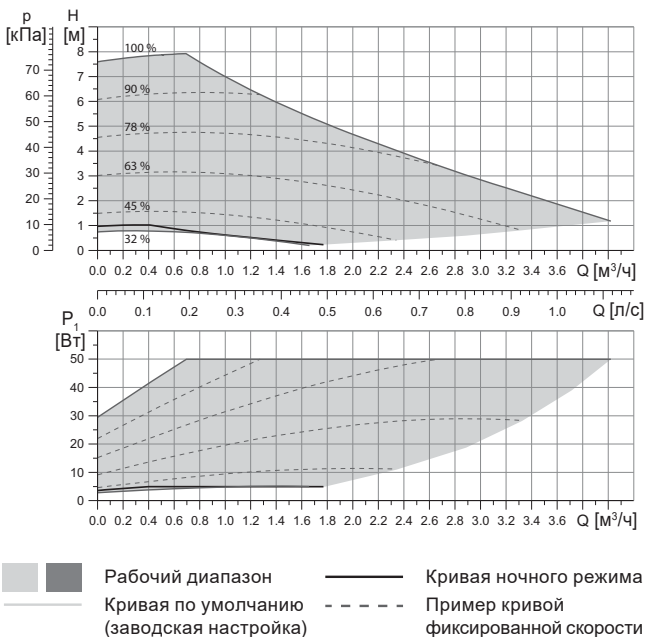 p H
[кПа] [м]
100 %
8
70 7
90 %
60 6
50 5
78 %
40 4
63 %
30 3
20 2
45 %
10 1
32 %
0 0
0.0 0.2 0.4 0.6 0.8 1.0 1.2 1.4 1.6 1.8 2.0 2.2 2.4 2.6 2.8 3.0 3.2 3.4 3.6 Q [м³/ч]
0.0 0.1 0.2 0.3 0.4 0.5 0.6 0.7 0.8 0.9 1.0 Q [л/с]
P₁
[Вт]
50
40
30
20
10
0
0.0 0.2 0.4 0.6 0.8 1.0 1.2 1.4 1.6 1.8 2.0 2.2 2.4 2.6 2.8 3.0 3.2 3.4 3.6 Q [м³/ч]
Рабочий диапазон
Кривая ночного режима
Кривая по умолчанию
(заводская настройка)
Пример кривой
фиксированной скорости